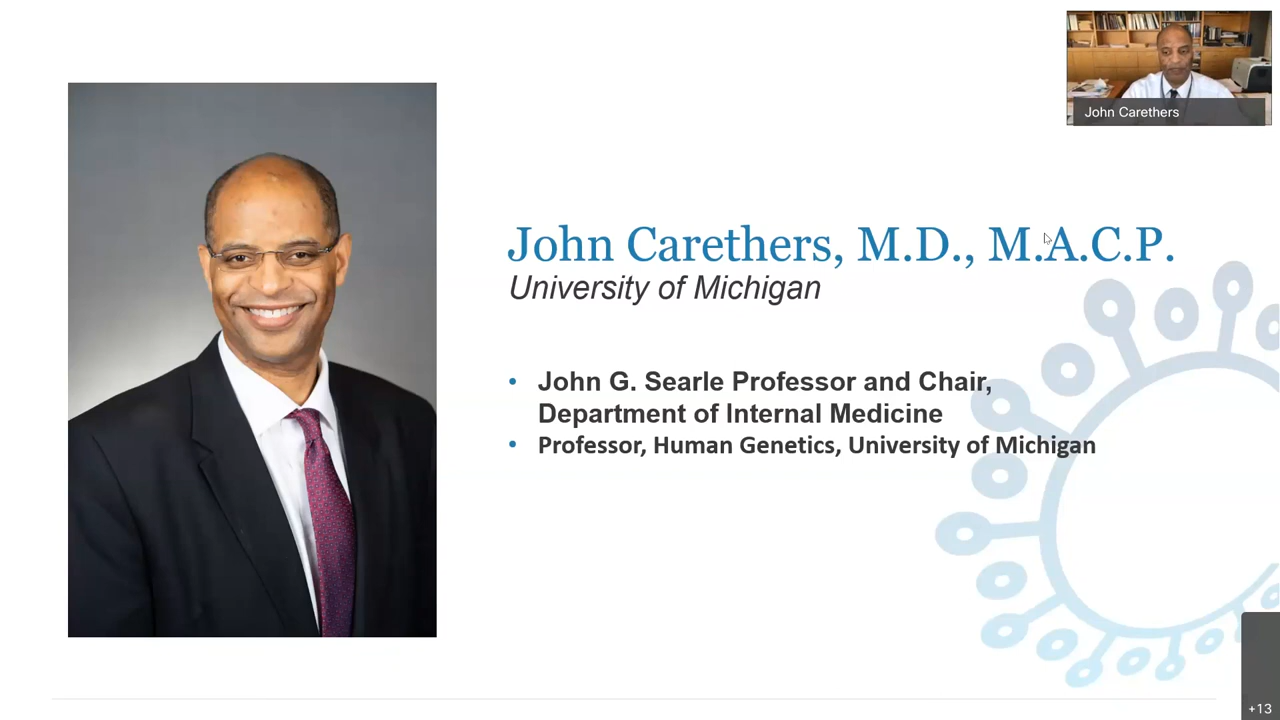 John Carethers
John Carethers, M.D., M.A.C.P.
University of Michigan
• John G. Searle Professor and Chair,
Department of Internal Medicine
• Professor, Human Genetics, University of Michigan
+13